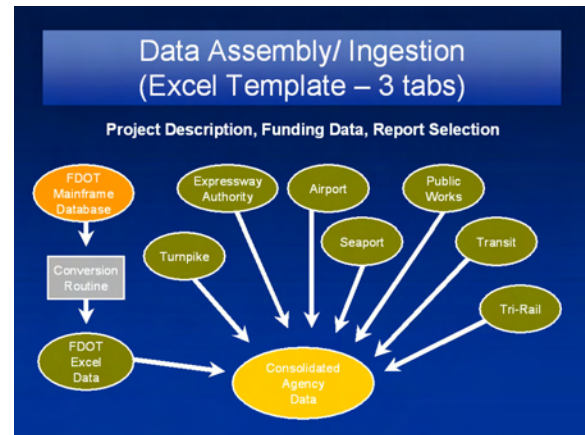 Data Assembly/ Ingestion
(Excel Template – 3 tabs)
Project Description, Funding Data, Report Selection
FDOT
Mainframe
Database
Expressway
Authority
Airport
Public
Works
Turnpike
Seaport
Transit
Conversion
Routine
Tri-Rail
FDOT
Excel
Data
Consolidated
Agency
Data